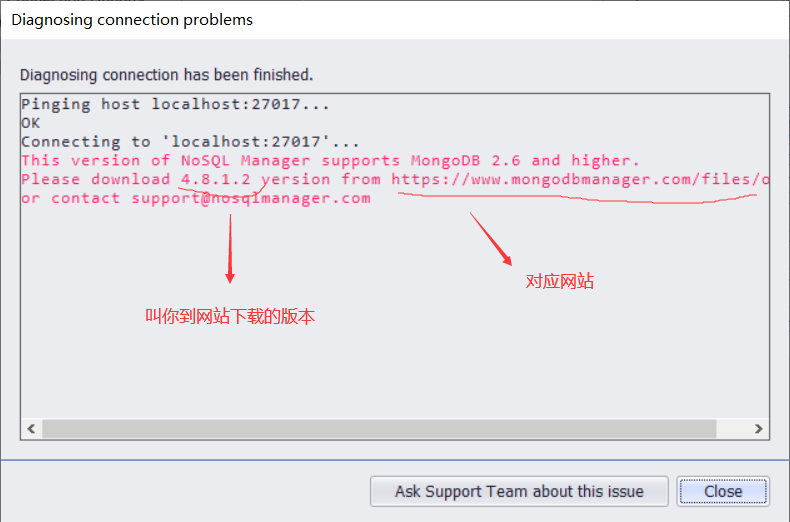 Diagnosing connection problems
Diagnosing connection has been finished.
Pinging host localhost:27017...
OK
Connecting to 'localhost:27017'...
This version of NoSQL Manager supports MongoDB 2.6 and higher.
Please download 4.8.1.2 version from https://www.mongodbmanager.com/files/o
or contact support@nosqlmanager.com
对应网站
叫你到网站下载的版本
Ask Support Team about this issue
Close